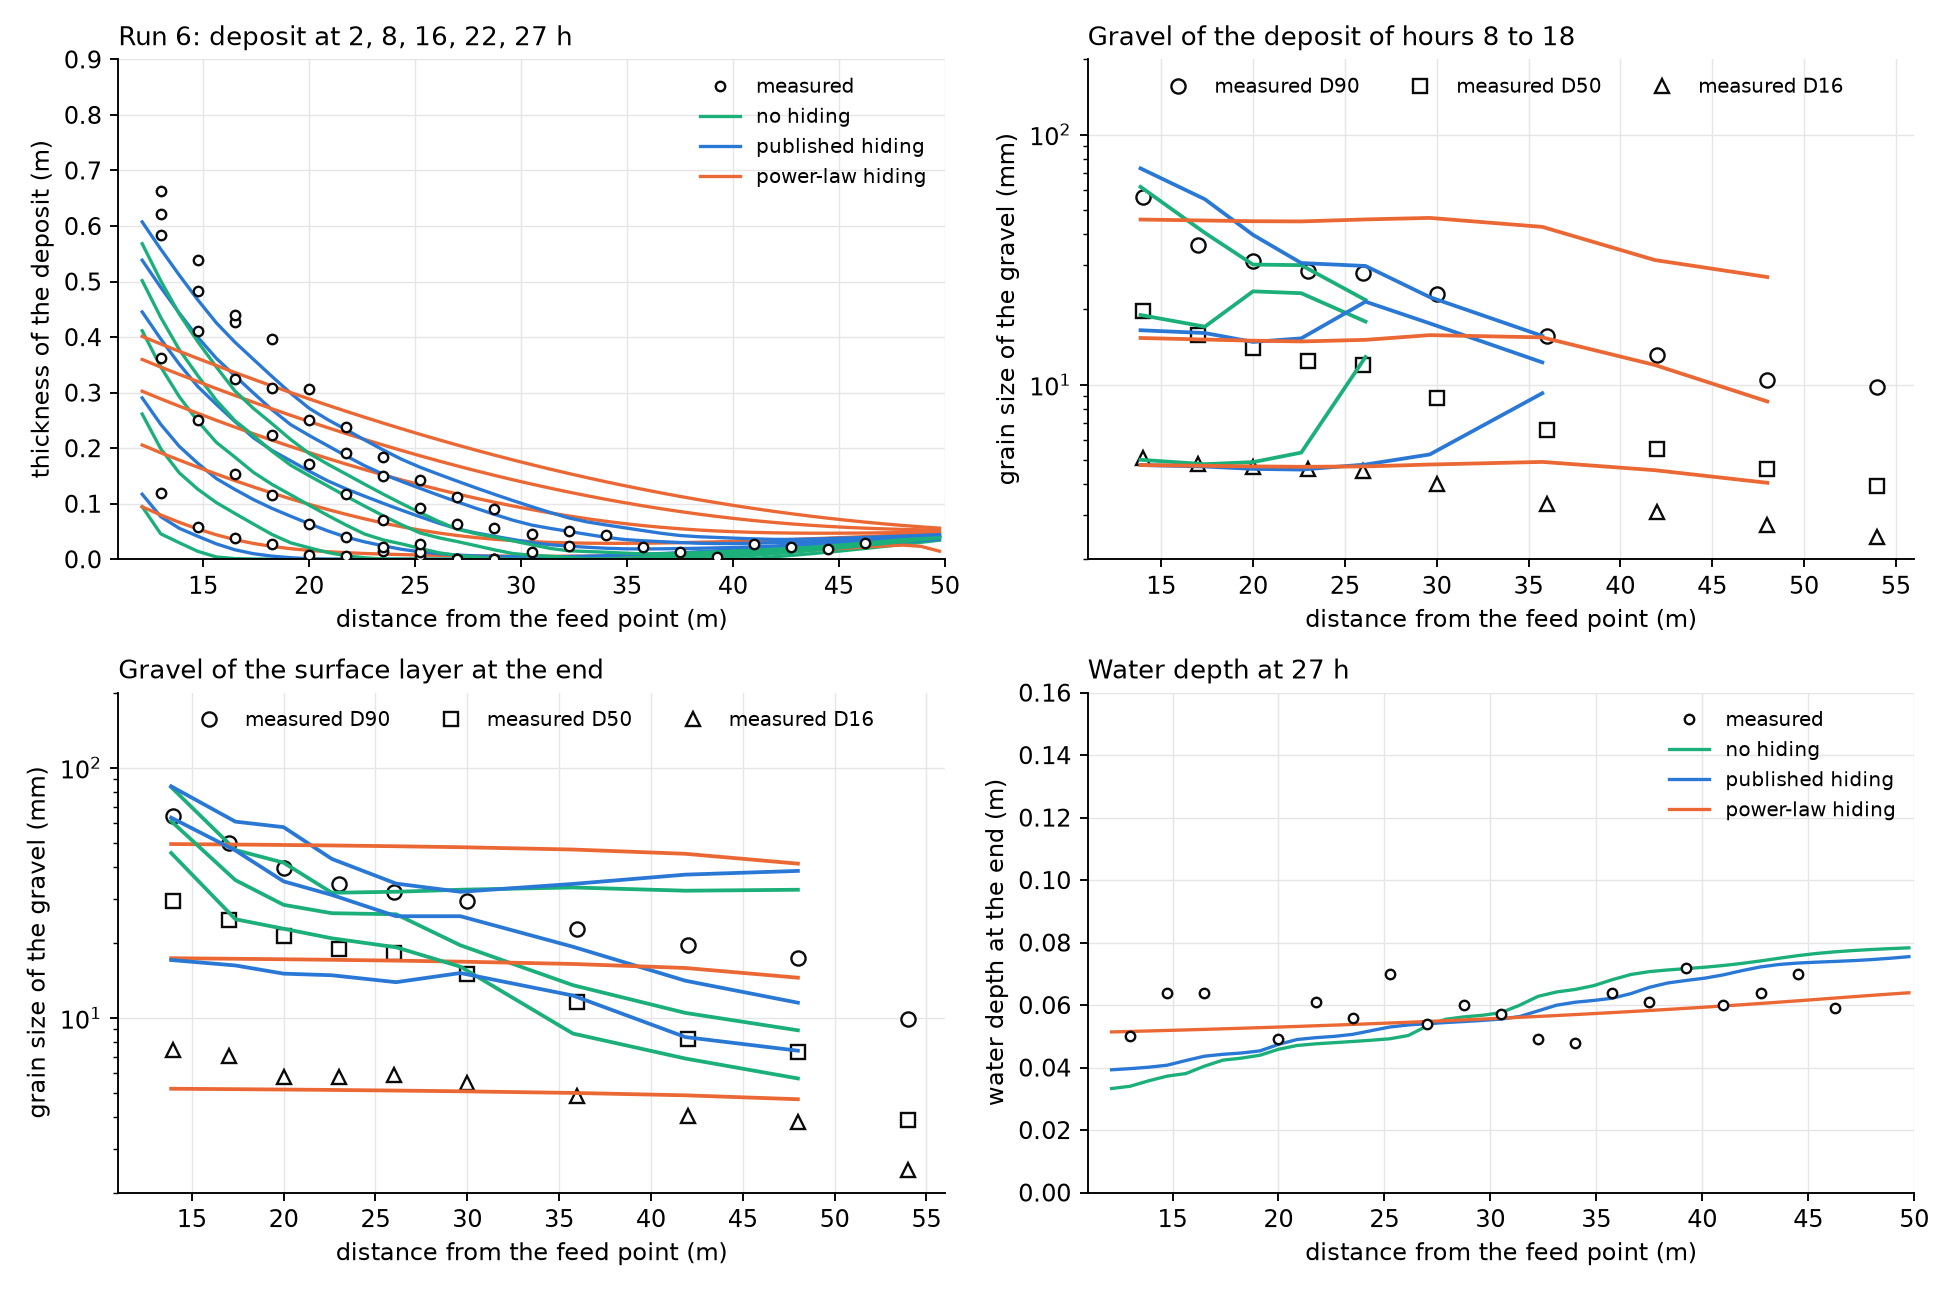 Run 6: deposit at 2, 8, 16, 22, 27 h
thickness of the deposit (m)
0.9
0.8
0.7
0.6
0.5
0.4
0.3
0.2
0.1
0.0
measured
no hiding
published hiding
power-law hiding
15 20 25 30 35 40 45 50
distance from the feed point (m)
Gravel of the deposit of hours 8 to 18
grain size of the gravel (mm)
10²
10¹
measured D90 measured D50 measured D16
15 20 25 30 35 40 45 50 55
distance from the feed point (m)
Gravel of the surface layer at the end
grain size of the gravel (mm)
10²
10¹
measured D90 measured D50 measured D16
15 20 25 30 35 40 45 50 55
distance from the feed point (m)
Water depth at 27 h
water depth at the end (m)
0.16
0.14
0.12
0.10
0.08
0.06
0.04
0.02
0.00
measured
no hiding
published hiding
power-law hiding
15 20 25 30 35 40 45 50
distance from the feed point (m)